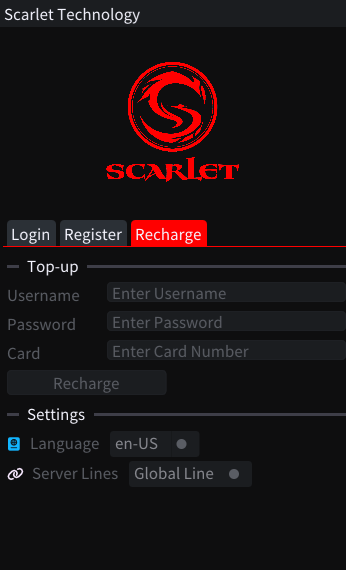 Scarlet Technology
SCARLET
Login Register Recharge
Top-up
Username Enter Username
Password Enter Password
Card Enter Card Number
Recharge
Settings
Language en-US
Server Lines Global Line